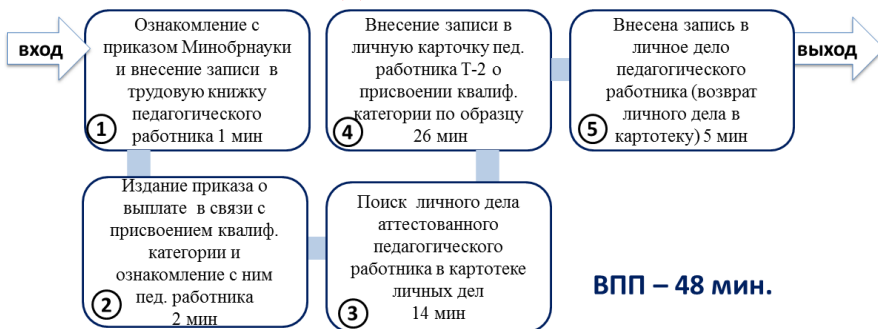 вход
Ознакомление с
приказом Минобрнауки
и внесение записи в
трудовую книжку
педагогического
работника 1 мин
1
Издание приказа о
выплате в связи с
присвоением квалиф.
категории и
ознакомление с ним
пед. работника
2 мин
2
Поиск личного дела
аттестованного
педагогического
работника в картотеке
личных дел
14 мин
3
Внесение записи в
личную карточку пед.
работника Т-2 о
присвоении квалиф.
категории по образцу
26 мин
4
Внесена запись в
личное дело
педагогического
работника (возврат
личного дела в
картотеку) 5 мин
5
выход
ВПП – 48 мин.